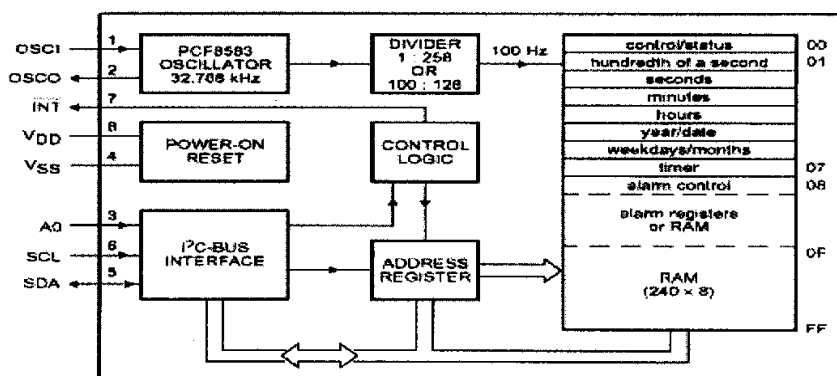 OSCI 1
OSCO 2
INT 7
VDD 8
VSS 4
A0 3
SCL 6
SDA 5
PCF8583
OSCILLATOR
32.768 kHz
DIVIDER
1 : 256
OR
100 : 128
100 Hz
POWER-ON
RESET
CONTROL
LOGIC
I²C-BUS
INTERFACE
ADDRESS
REGISTER
control/status 00
hundredth of a second 01
seconds
minutes
hours
year/date
weekdays/months
timer 07
alarm control 08
alarm registers
or RAM
0F
RAM
(240 × 8)
FF